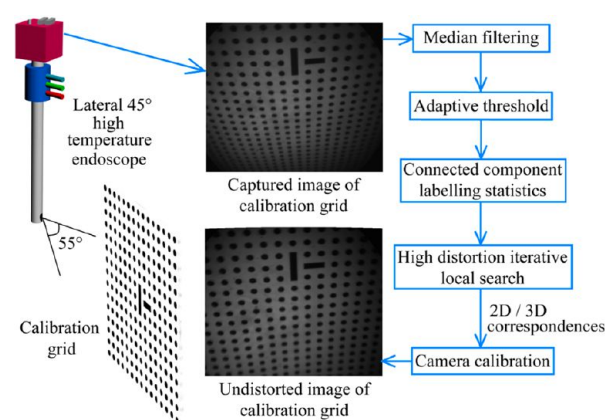 Lateral 45°
high
temperature
endoscope
55°
Calibration
grid
Captured image of
calibration grid
Undistorted image of
calibration grid
Median filtering
Adaptive threshold
Connected component
labelling statistics
High distortion iterative
local search
2D / 3D
correspondences
Camera calibration